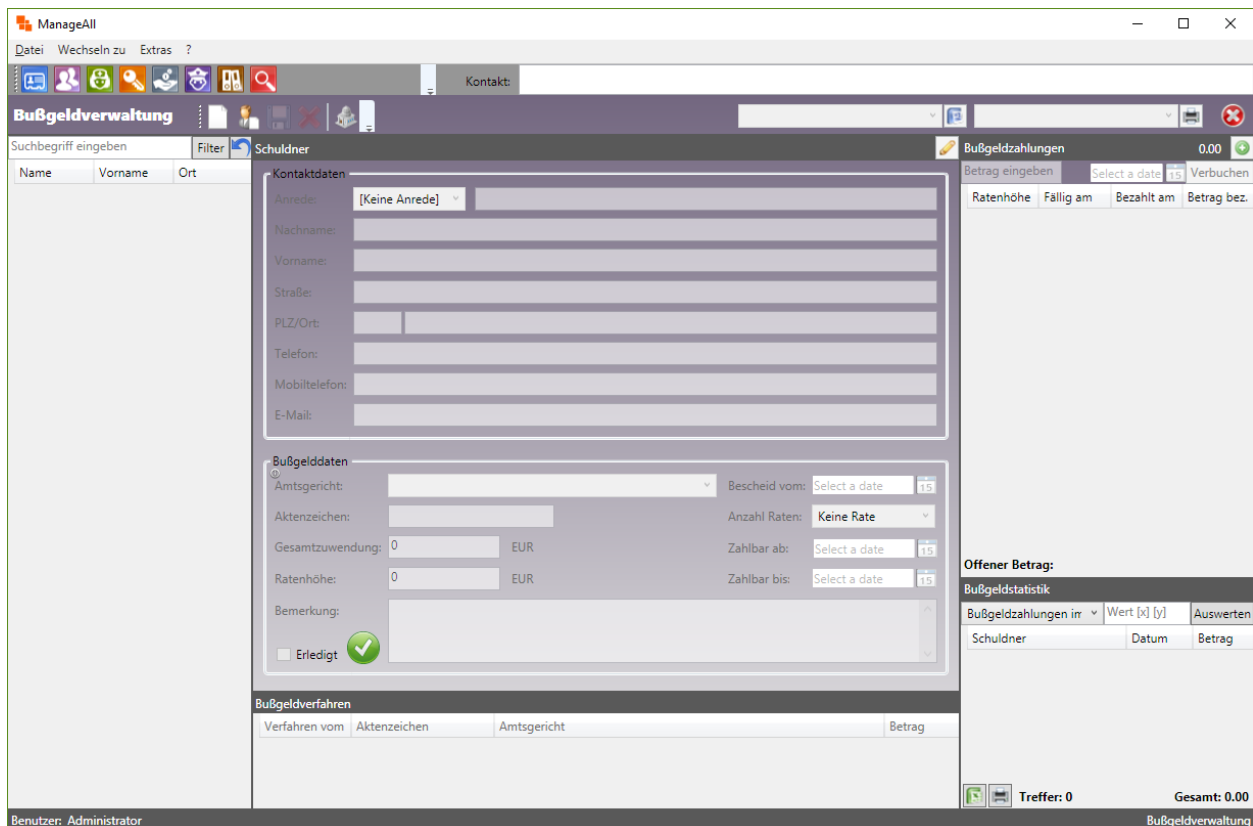 ManageAll
Datei Wechseln zu Extras ?
Kontakt:
Bußgeldverwaltung
Suchbegriff eingeben Filter
Name Vorname Ort
Schuldner
Kontaktdaten
Anrede: [Keine Anrede]
Nachname:
Vorname:
Straße:
PLZ/Ort:
Telefon:
Mobiltelefon:
E-Mail:
Bußgelddaten
Amtsgericht: Bescheid vom: Select a date 15
Aktenzeichen: Anzahl Raten: Keine Rate
Gesamtzuwendung: 0 EUR Zahlbar ab: Select a date 15
Ratenhöhe: 0 EUR Zahlbar bis: Select a date 15
Bemerkung:
Erledigt
Bußgeldverfahren
Verfahren vom Aktenzeichen Amtsgericht Betrag
Bußgeldzahlungen 0.00
Betrag eingeben Select a date 15 Verbuchen
Ratenhöhe Fällig am Bezahlt am Betrag bez.
Offener Betrag:
Bußgeldstatistik
Bußgeldzahlungen im Wert [x] [y] Auswerten
Schuldner Datum Betrag
Treffer: 0 Gesamt: 0.00
Benutzer: Administrator Bußgeldverwaltung